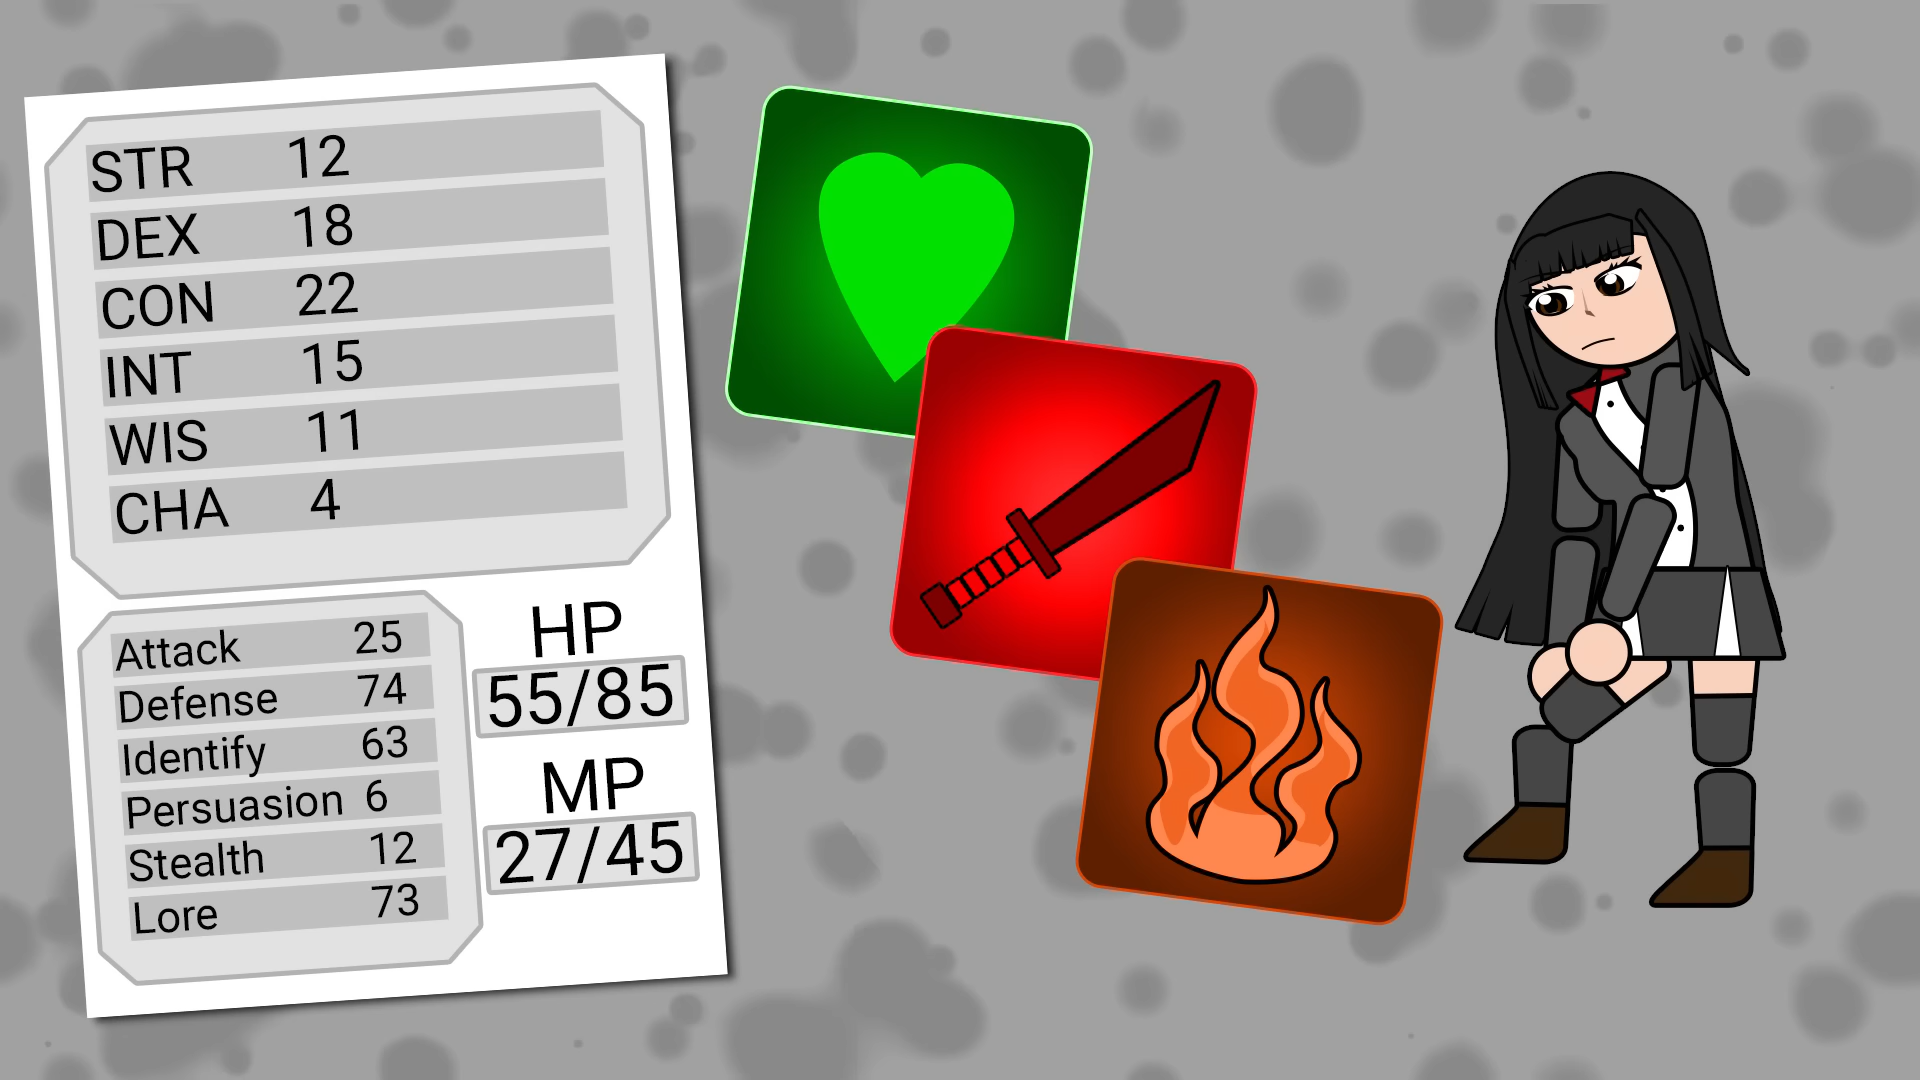 STR 12
DEX 18
CON 22
INT 15
WIS 11
CHA 4
Attack 25
Defense 74
Identify 63
Persuasion 6
Stealth 12
Lore 73
HP
55/85
MP
27/45